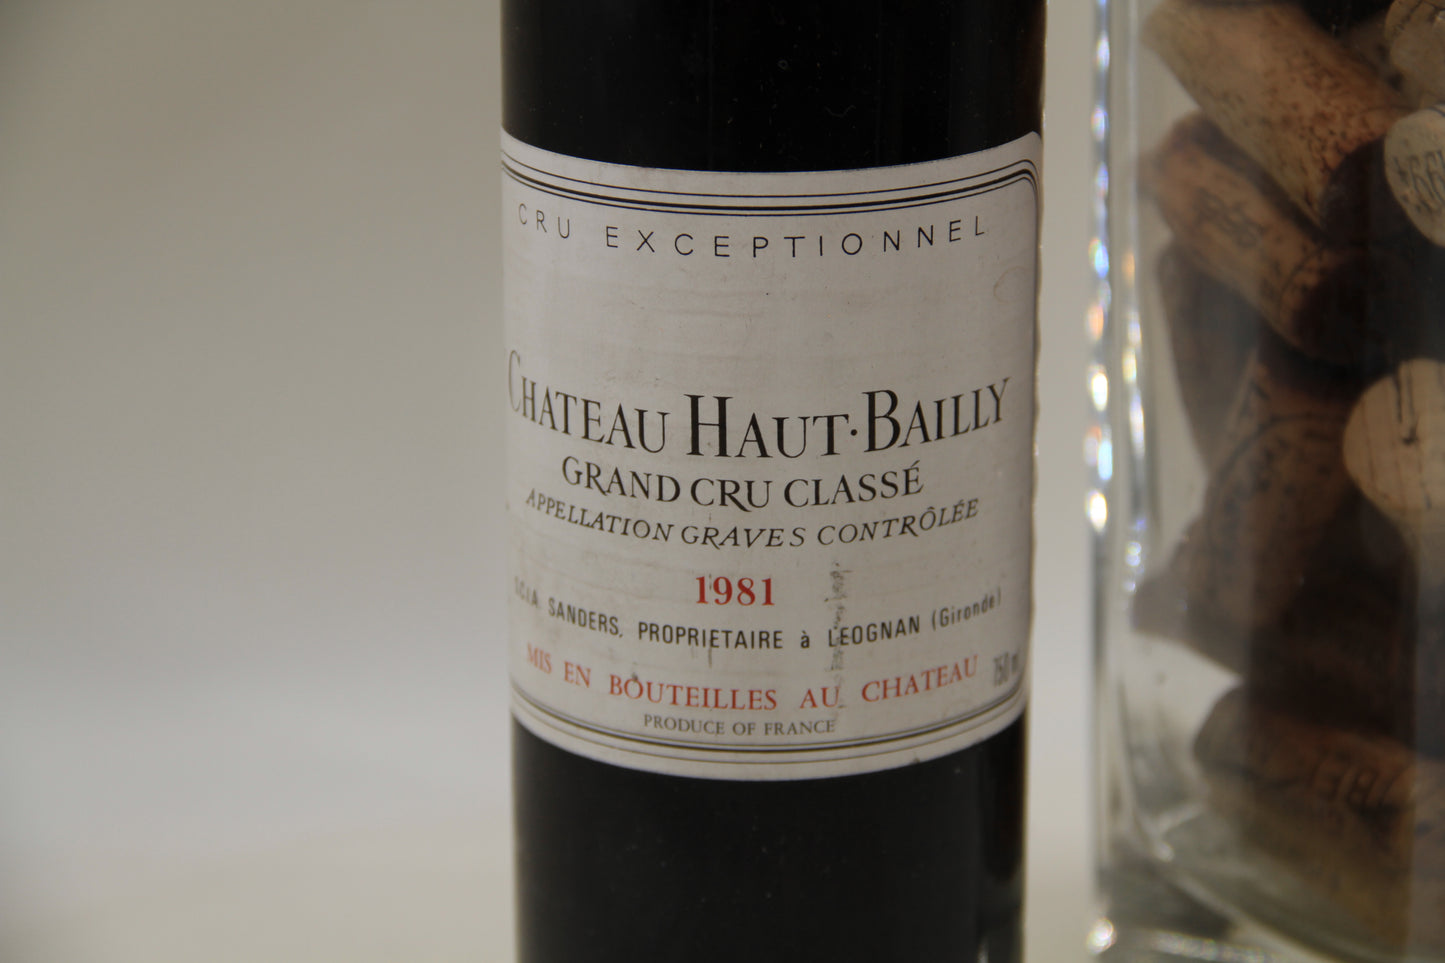 CRU EXCEPTIONNEL
CHATEAU HAUT·BAILLY
GRAND CRU CLASSÉ
APPELLATION GRAVES CONTRÔLÉE
1981
SANDERS, PROPRIETAIRE à LEOGNAN (Gironde)
MIS EN BOUTEILLES AU CHATEAU 750 m
PRODUCE OF FRANCE